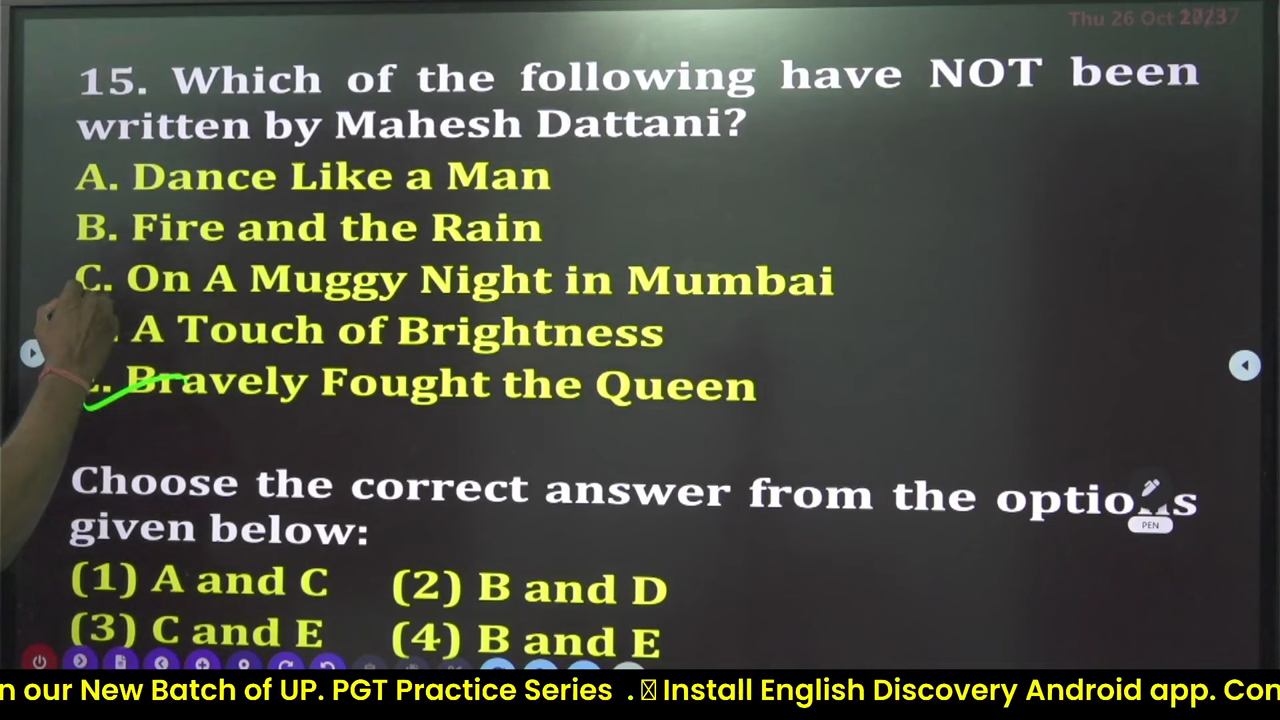 Thu 26 Oct
15. Which of the following have NOT been
written by Mahesh Dattani?
A. Dance Like a Man
B. Fire and the Rain
C. On A Muggy Night in Mumbai
. A Touch of Brightness
. Bravely Fought the Queen
Choose the correct answer from the options
given below:
PEN
(1) A and C (2) B and D
(3) C and E (4) B and E
n our New Batch of UP. PGT Practice Series . Install English Discovery Android app. Con